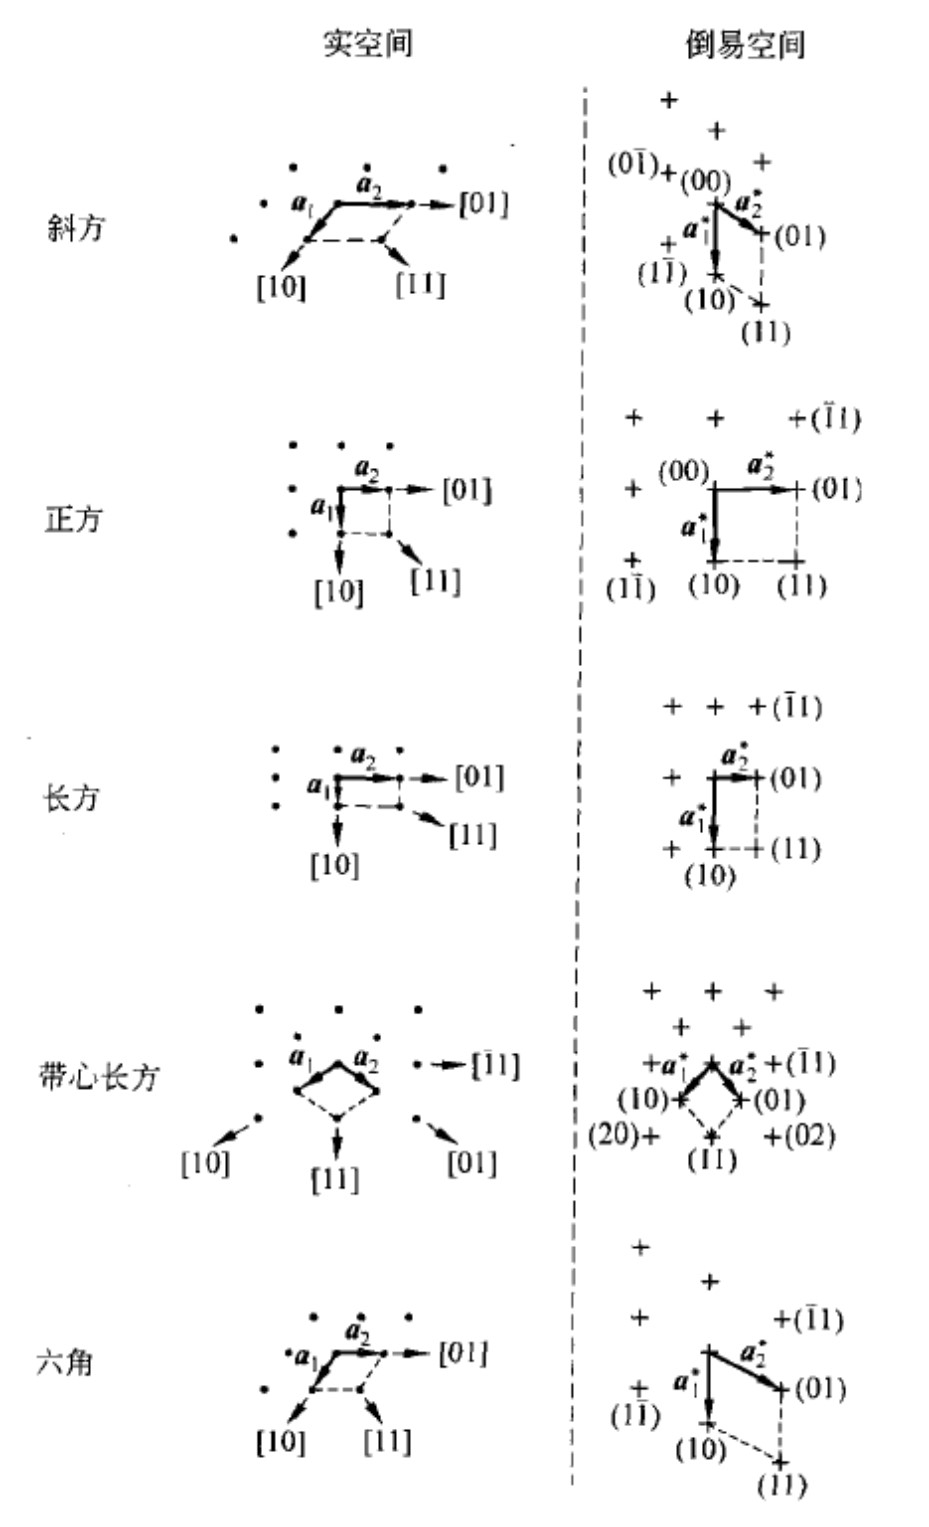 实空间 倒易空间
斜方
a₁ a₂ [01]
[10] [11]
(01̄) (00) a₂*
a₁* (01)
(11̄) (10)
(11)
正方
a₂ [01]
a₁
[10] [11]
(1̄1)
(00) a₂* (01)
a₁*
(11̄) (10) (11)
长方
a₂ [01]
a₁
[10] [11]
(1̄1)
a₂* (01)
a₁*
(10) (11)
带心长方
a₁ a₂ [1̄1]
[10] [11] [01]
a₁* a₂* (1̄1)
(10) (01)
(20) (11) (02)
六角
a₁ a₂ [01]
[10] [11]
(1̄1)
a₁* a₂* (01)
(11̄) (10)
(11)